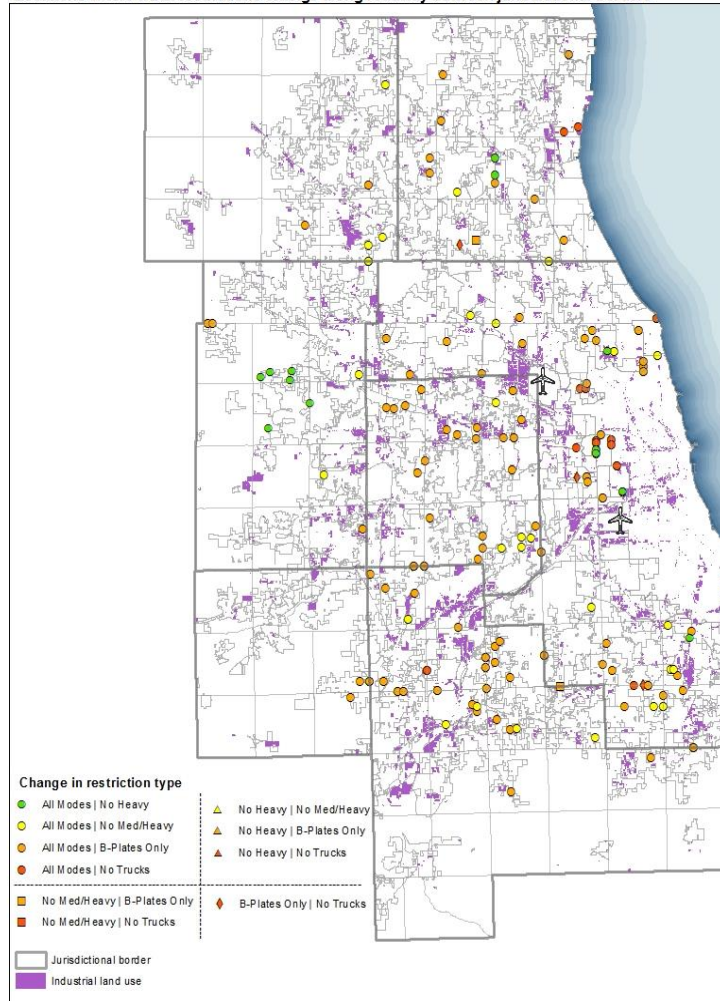 Change in restriction type
All Modes | No Heavy
All Modes | No Med/Heavy
All Modes | B-Plates Only
All Modes | No Trucks
No Heavy | No Med/Heavy
No Heavy | B-Plates Only
No Heavy | No Trucks
No Med/Heavy | B-Plates Only
No Med/Heavy | No Trucks
B-Plates Only | No Trucks
Jurisdictional border
Industrial land use